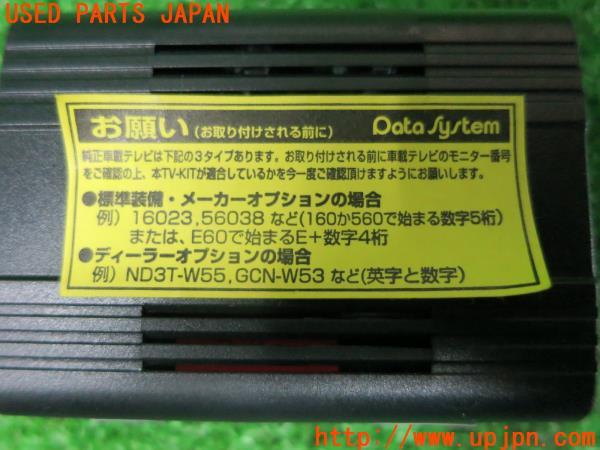 USED PARTS JAPAN
お願い(お取り付けされる前に) Data System
純正車載テレビは下記の3タイプあります。お取り付けされる前に車載テレビのモニター番号
をご確認の上、本TV-KITが適合しているかを今一度ご確認頂けますようにお願いします。
●標準装備・メーカーオプションの場合
例) 16023,56038 など(160か560で始まる数字5桁)
または、E60で始まるE+数字4桁
●ディーラーオプションの場合
例) ND3T-W55, GCN-W53 など(英字と数字)
http://www.upjpn.com/